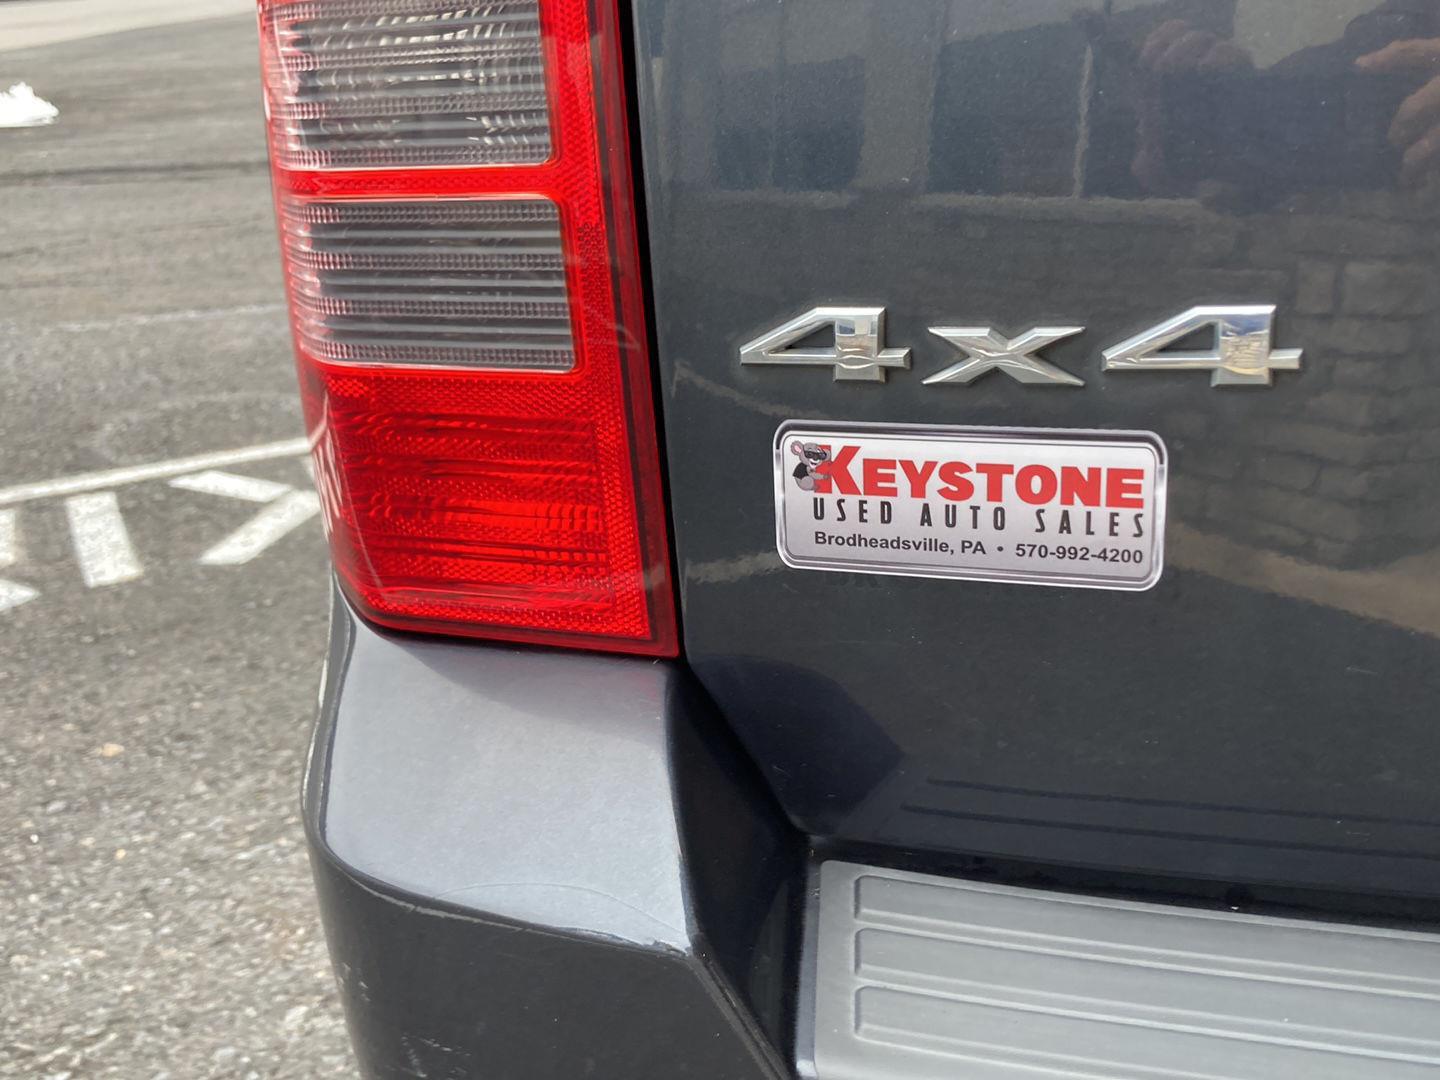 4x4
KEYSTONE
USED AUTO SALES
Brodheadsville, PA • 570-992-4200